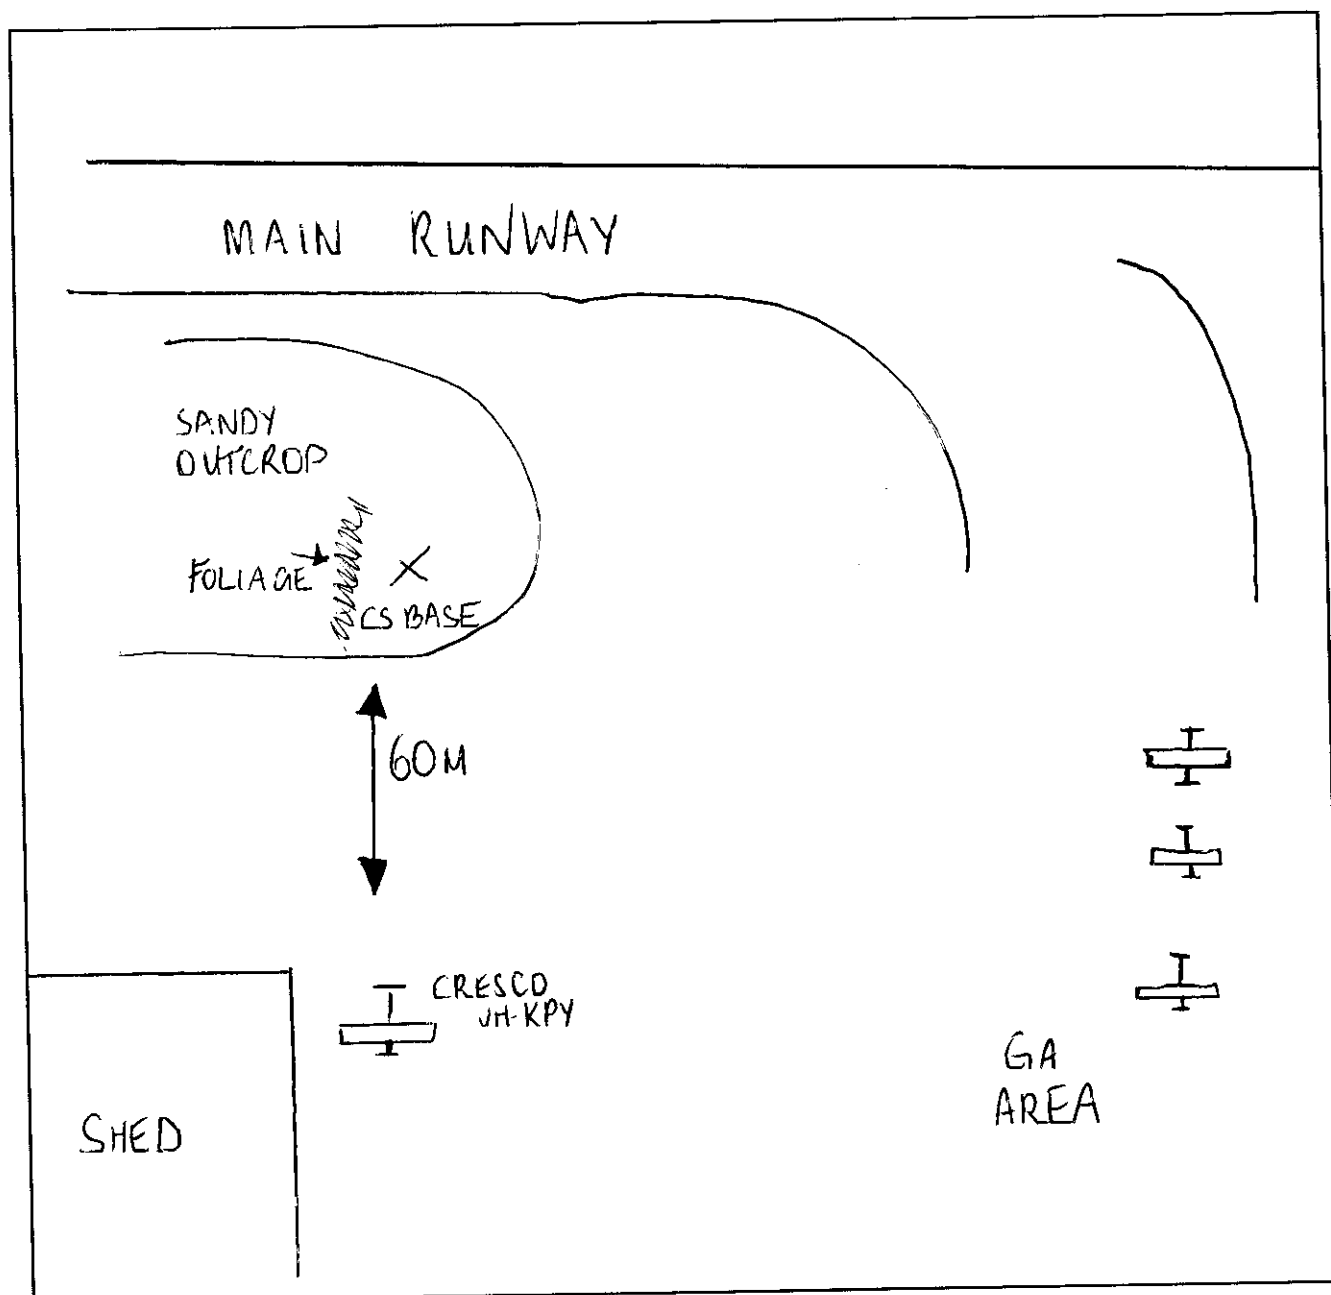 MAIN RUNWAY
SANDY
OUTCROP
FOLIAGE
CS BASE
60M
CRESCO
VH-KPY
GA
AREA
SHED